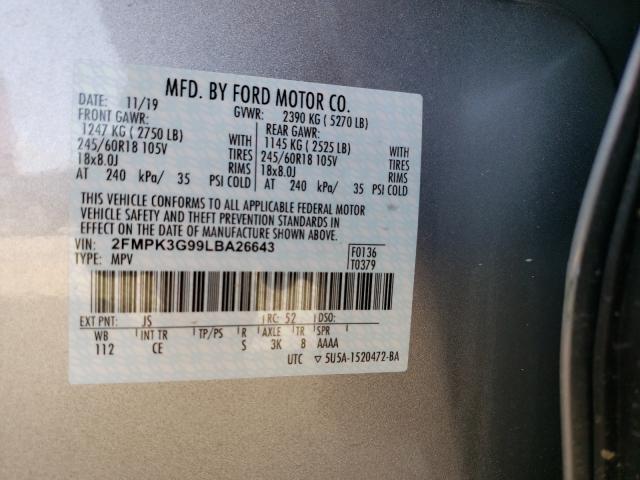 MFD. BY FORD MOTOR CO.
DATE: 11/19 GVWR: 2390 KG ( 5270 LB)
FRONT GAWR: REAR GAWR:
1247 KG ( 2750 LB) WITH 1145 KG ( 2525 LB) WITH
245/60R18 105V TIRES 245/60R18 105V TIRES
18x8.0J RIMS 18x8.0J RIMS
AT 240 kPa/ 35 PSI COLD AT 240 kPa/ 35 PSI COLD
THIS VEHICLE CONFORMS TO ALL APPLICABLE FEDERAL MOTOR
VEHICLE SAFETY AND THEFT PREVENTION STANDARDS IN
EFFECT ON THE DATE OF MANUFACTURE SHOWN ABOVE.
VIN: 2FMPK3G99LBA26643 F0136
TYPE: MPV T0379
EXT PNT: JS RC: 52 DSO:
WB INT TR TP/PS R AXLE TR SPR
112 CE S 3K 8 AAAA
UTC ▽ 5U5A-1520472-BA